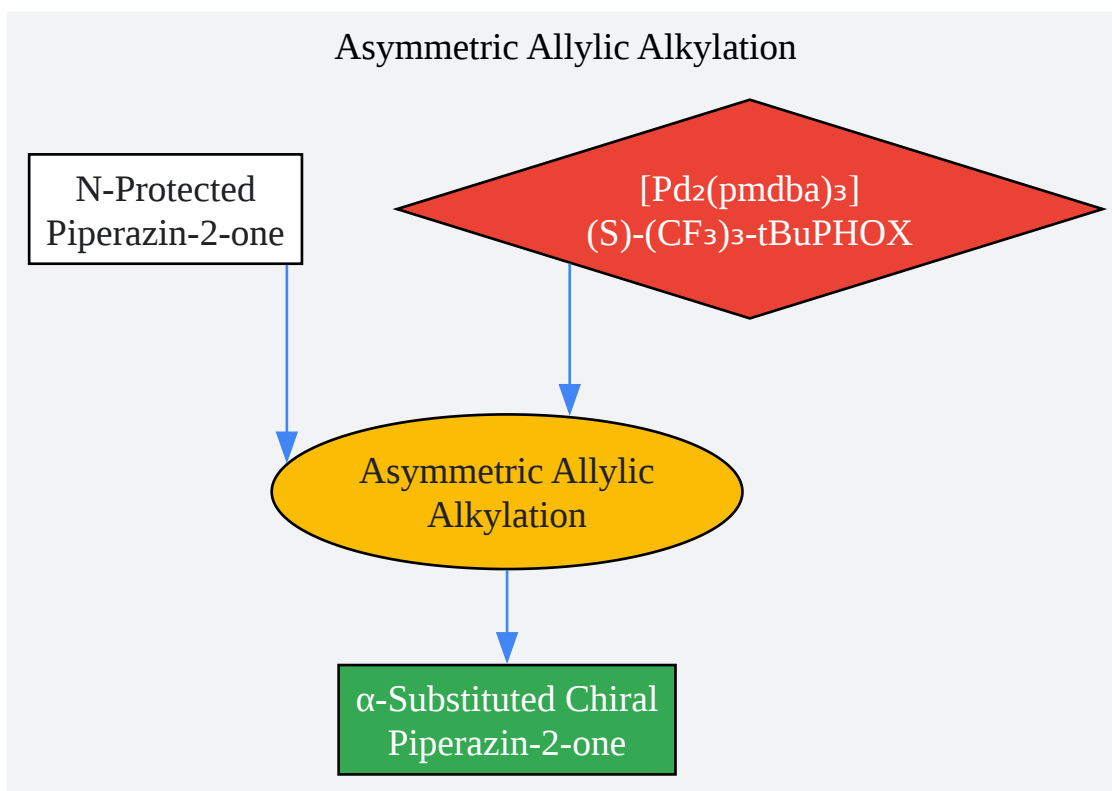 Asymmetric Allylic Alkylation
N-Protected
Piperazin-2-one
[Pd₂(pmdba)₃]
(S)-(CF₃)₃-tBuPHOX
Asymmetric Allylic
Alkylation
α-Substituted Chiral
Piperazin-2-one